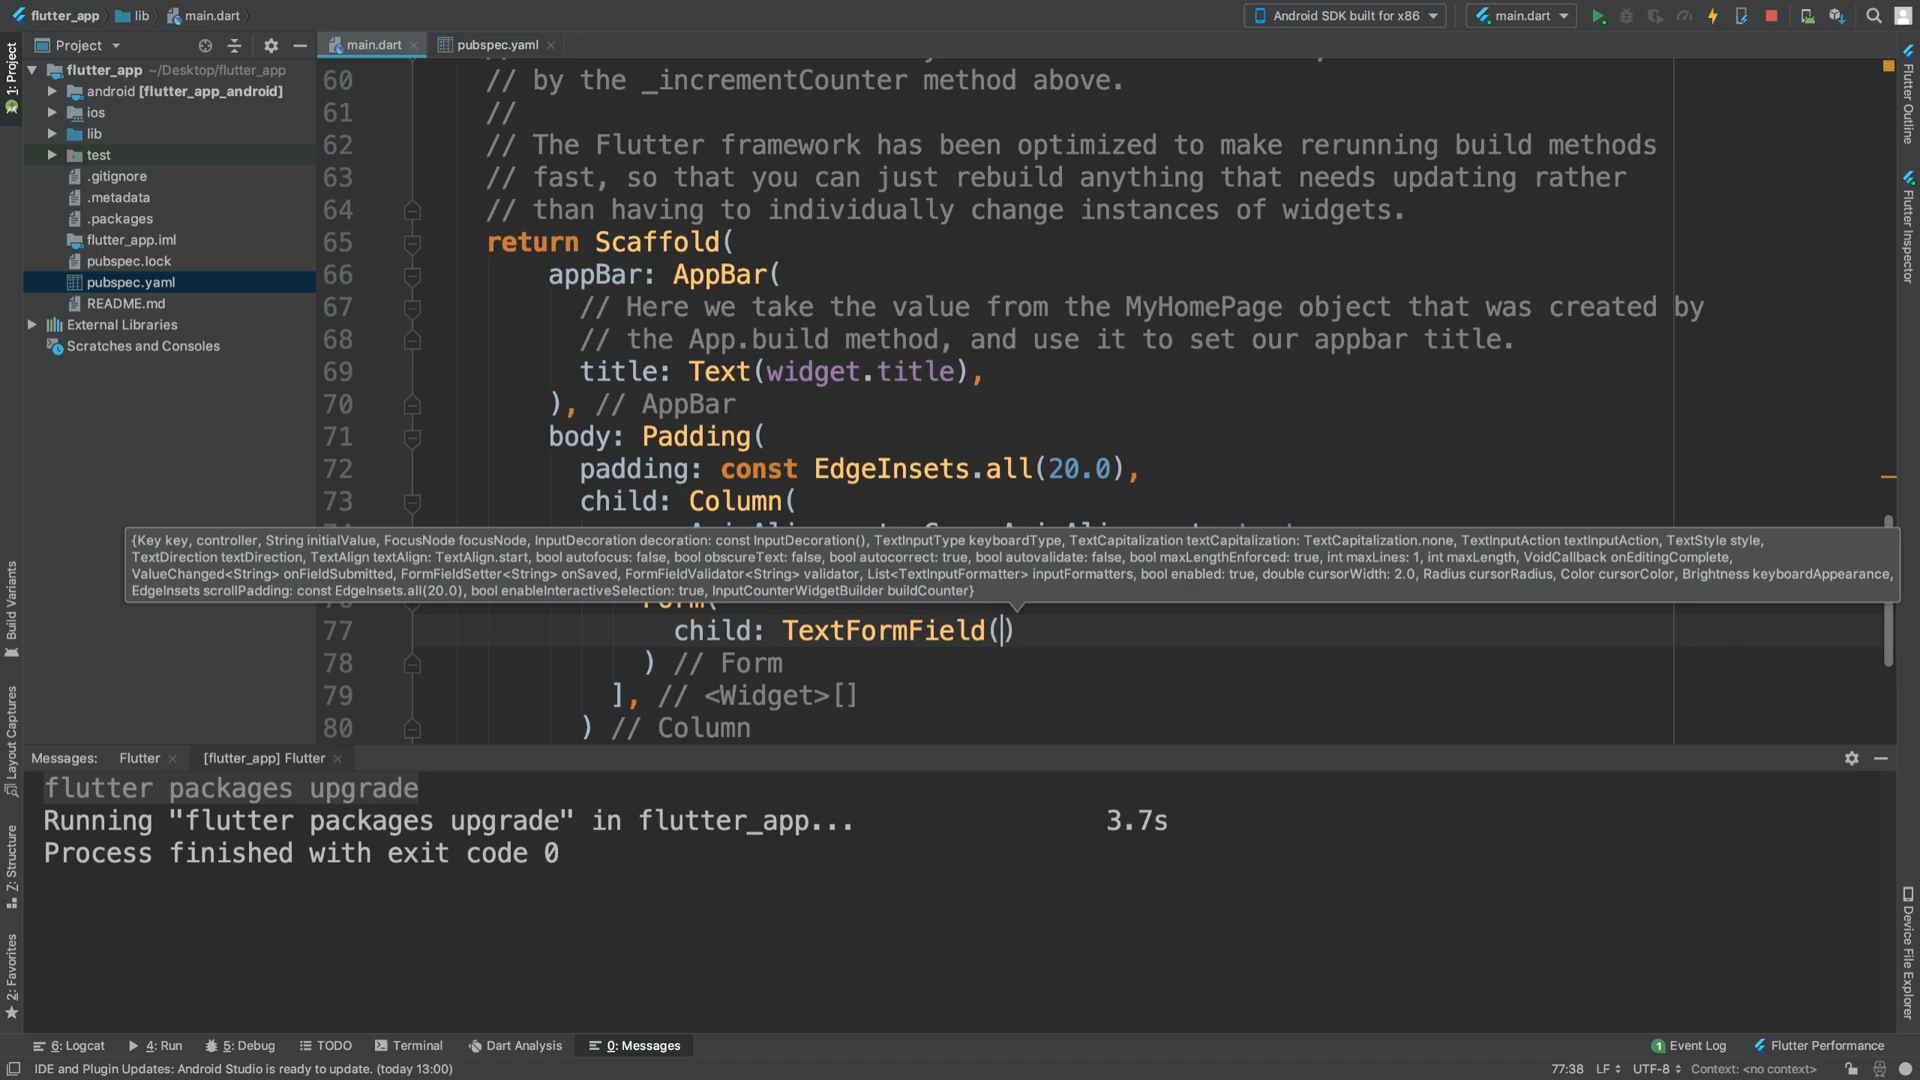 flutter_app
lib
main.dart
Android SDK built for x86
main.dart
Project
main.dart
pubspec.yaml
1: Project
flutter_app ~/Desktop/flutter_app
android [flutter_app_android]
ios
lib
test
.gitignore
.metadata
.packages
flutter_app.iml
pubspec.lock
pubspec.yaml
README.md
External Libraries
Scratches and Consoles
60 // by the _incrementCounter method above.
61 //
62 // The Flutter framework has been optimized to make rerunning build methods
63 // fast, so that you can just rebuild anything that needs updating rather
64 // than having to individually change instances of widgets.
65 return Scaffold(
66 appBar: AppBar(
67 // Here we take the value from the MyHomePage object that was created by
68 // the App.build method, and use it to set our appbar title.
69 title: Text(widget.title),
70 ), // AppBar
71 body: Padding(
72 padding: const EdgeInsets.all(20.0),
73 child: Column(
{Key key, controller, String initialValue, FocusNode focusNode, InputDecoration decoration: const InputDecoration(), TextInputType keyboardType, TextCapitalization textCapitalization: TextCapitalization.none, TextInputAction textInputAction, TextStyle style,
TextDirection textDirection, TextAlign textAlign: TextAlign.start, bool autofocus: false, bool obscureText: false, bool autocorrect: true, bool autovalidate: false, bool maxLengthEnforced: true, int maxLines: 1, int maxLength, VoidCallback onEditingComplete,
ValueChanged<String> onFieldSubmitted, FormFieldSetter<String> onSaved, FormFieldValidator<String> validator, List<TextInputFormatter> inputFormatters, bool enabled: true, double cursorWidth: 2.0, Radius cursorRadius, Color cursorColor, Brightness keyboardAppearance,
EdgeInsets scrollPadding: const EdgeInsets.all(20.0), bool enableInteractiveSelection: true, InputCounterWidgetBuilder buildCounter}
77 child: TextFormField()
78 ) // Form
79 ], // <Widget>[]
80 ) // Column
Flutter Outline
Flutter Inspector
Build Variants
Layout Captures
Z: Structure
2: Favorites
Device File Explorer
Messages:
Flutter
[flutter_app] Flutter
flutter packages upgrade
Running "flutter packages upgrade" in flutter_app... 3.7s
Process finished with exit code 0
6: Logcat
4: Run
5: Debug
TODO
Terminal
Dart Analysis
0: Messages
1 Event Log
Flutter Performance
IDE and Plugin Updates: Android Studio is ready to update. (today 13:00)
77:38
LF
UTF-8
Context: <no context>